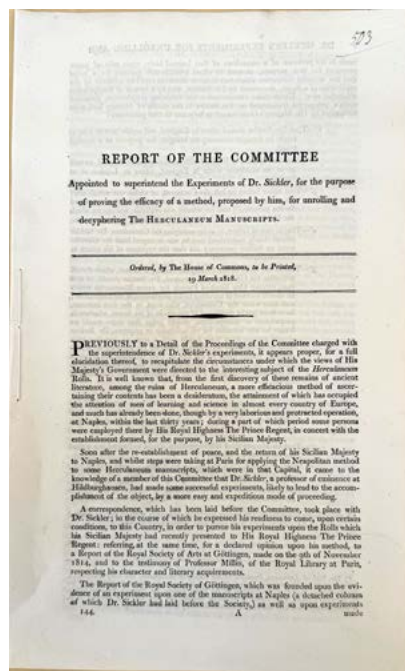 503
REPORT OF THE COMMITTEE
Appointed to superintend the Experiments of Dr. Sickler, for the purpose
of proving the efficacy of a method, proposed by him, for unrolling and
decyphering The HERCULANEUM MANUSCRIPTS.
Ordered, by The House of Commons, to be Printed,
19 March 1818.
PREVIOUSLY to a Detail of the Proceedings of the Committee charged with
the superintendence of Dr. Sickler's experiments, it appears proper, for a full
elucidation thereof, to recapitulate the circumstances under which the views of His
Majesty's Government were directed to the interesting subject of the Herculaneum
Rolls. It is well known that, from the first discovery of these remains of ancient
literature, among the ruins of Herculaneum, a more efficacious method of ascer-
taining their contents has been a desideratum, the attainment of which has occupied
the attention of men of learning and science in almost every country of Europe,
and much has already been done, though by a very laborious and protracted operation,
at Naples, within the last thirty years; during a part of which period some persons
were employed there by His Royal Highness The Prince Regent, in concert with the
establishment formed, for the purpose, by his Sicilian Majesty.
Soon after the re-establishment of peace, and the return of his Sicilian Majesty
to Naples, and whilst steps were taking at Paris for applying the Neapolitan method
to some Herculaneum manuscripts, which were in that Capital, it came to the
knowledge of a member of this Committee that Dr. Sickler, a professor of eminence at
Hildburghausen, had made some successful experiments, likely to lead to the accom-
plishment of the object, by a more easy and expeditious mode of proceeding.
A correspondence, which has been laid before the Committee, took place with
Dr. Sickler; in the course of which he expressed his readiness to come, upon certain
conditions, to this Country, in order to pursue his experiments upon the Rolls which
his Sicilian Majesty had recently presented to His Royal Highness The Prince
Regent: referring, at the same time, for a declared opinion upon his method, to
a Report of the Royal Society of Arts at Göttingen, made on the 9th of November
1814, and to the testimony of Professor Millin, of the Royal Library at Paris,
respecting his character and literary acquirements.
The Report of the Royal Society of Göttingen, which was founded upon the evi-
dence of an experiment upon one of the manuscripts at Naples (a detached column
of which Dr. Sickler had laid before the Society,) as well as upon experiments
144. A made